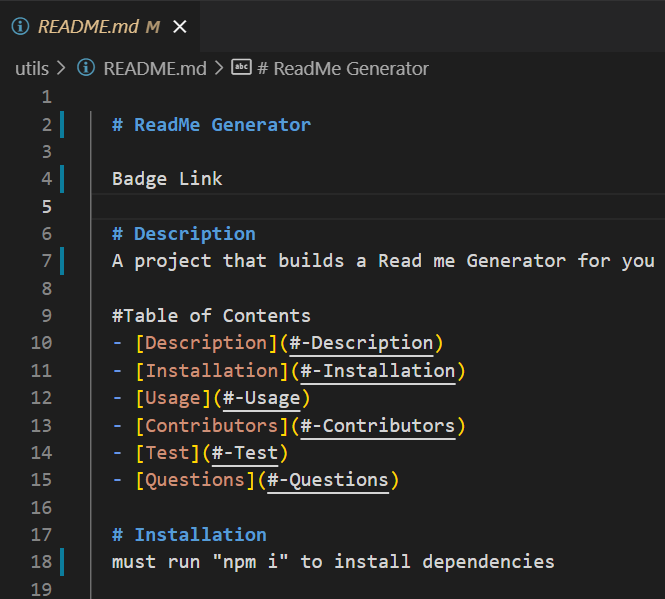 README.md M
utils > README.md > # ReadMe Generator
1
2 # ReadMe Generator
3
4 Badge Link
5
6 # Description
7 A project that builds a Read me Generator for you
8
9 #Table of Contents
10 - [Description](#-Description)
11 - [Installation](#-Installation)
12 - [Usage](#-Usage)
13 - [Contributors](#-Contributors)
14 - [Test](#-Test)
15 - [Questions](#-Questions)
16
17 # Installation
18 must run "npm i" to install dependencies
19